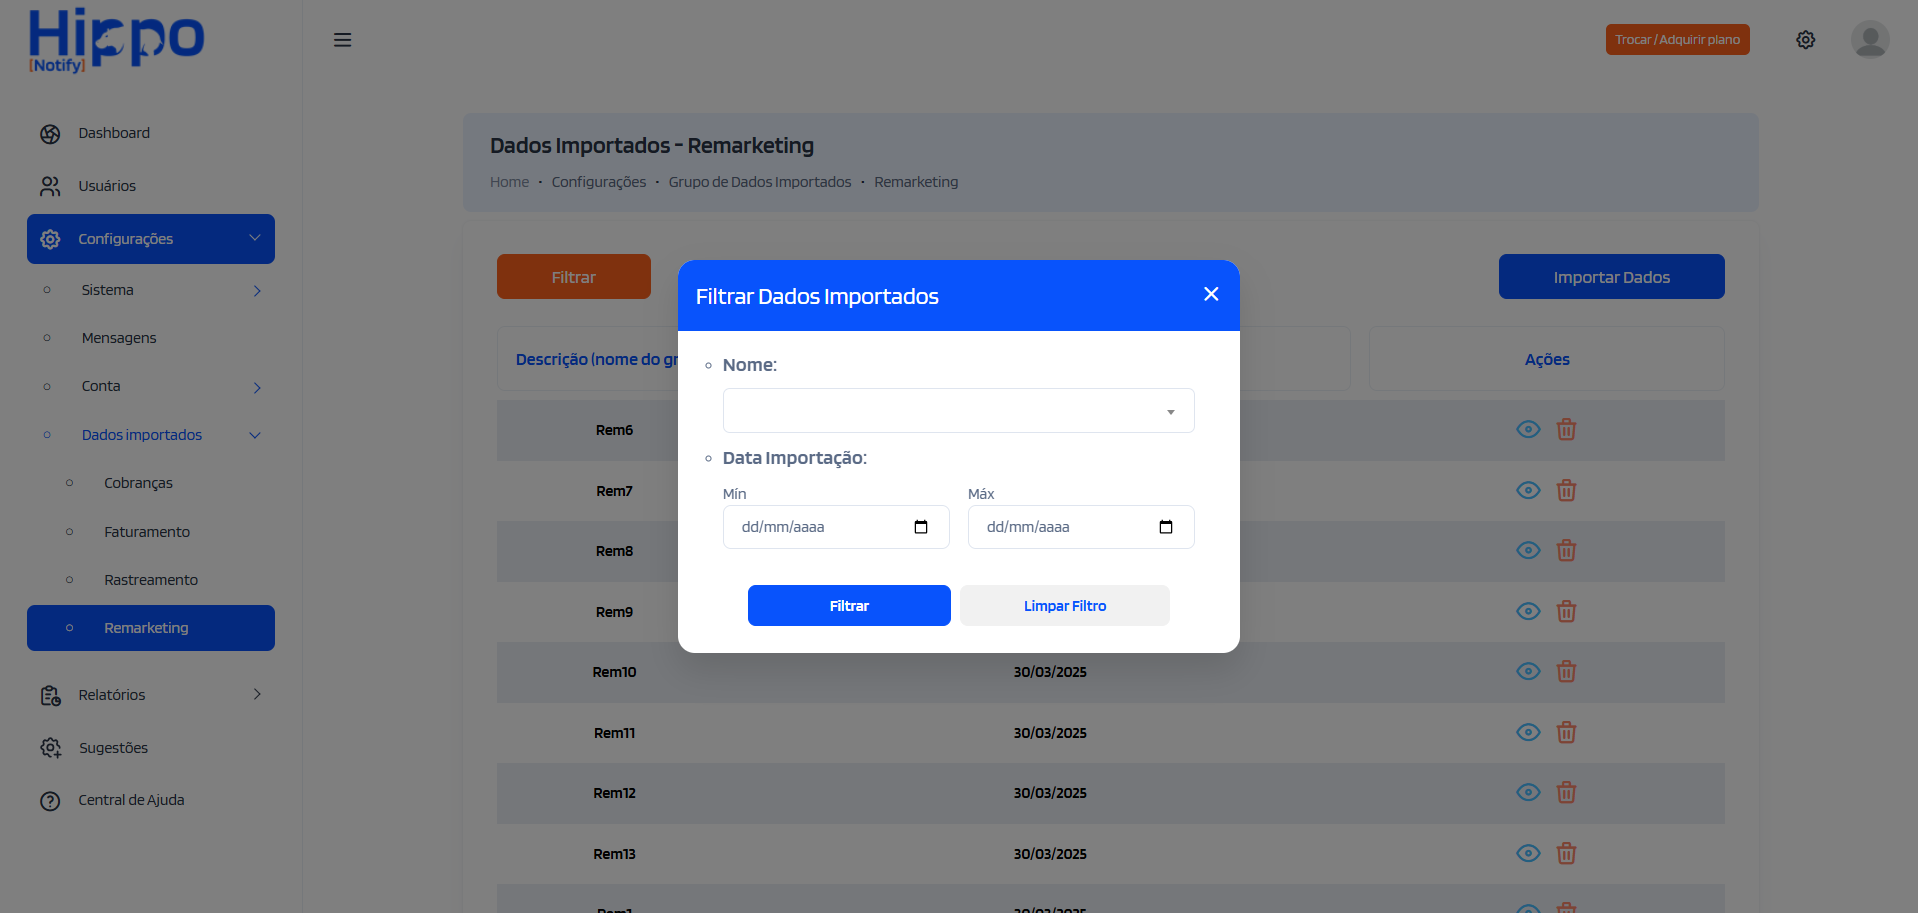 Hippo
[Notify]
Trocar / Adquirir plano
Dashboard
Usuários
Configurações
Sistema
Mensagens
Conta
Dados importados
Cobranças
Faturamento
Rastreamento
Remarketing
Relatórios
Sugestões
Central de Ajuda
Dados Importados - Remarketing
Home • Configurações • Grupo de Dados Importados • Remarketing
Filtrar
Importar Dados
Descrição (nome do gr
Ações
Rem6
Rem7
Rem8
Rem9
Rem10 30/03/2025
Rem11 30/03/2025
Rem12 30/03/2025
Rem13 30/03/2025
Rem1 30/03/2025
Filtrar Dados Importados
Nome:
Data Importação:
Mín Máx
dd/mm/aaaa dd/mm/aaaa
Filtrar Limpar Filtro